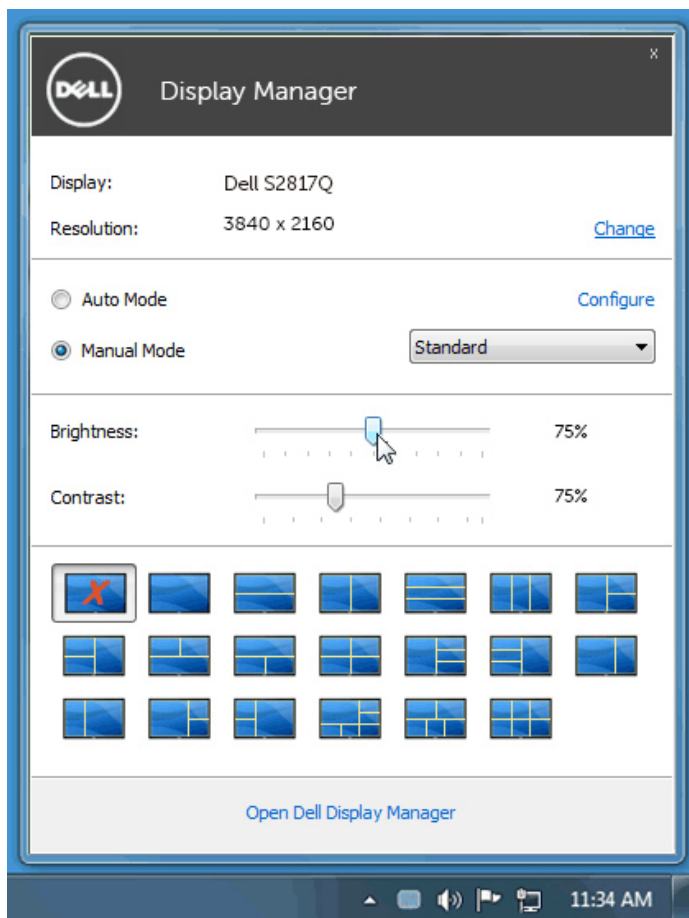 x
DELL Display Manager
Display: Dell S2817Q
Resolution: 3840 x 2160 Change
Auto Mode Configure
Manual Mode Standard
Brightness: 75%
Contrast: 75%
Open Dell Display Manager
11:34 AM